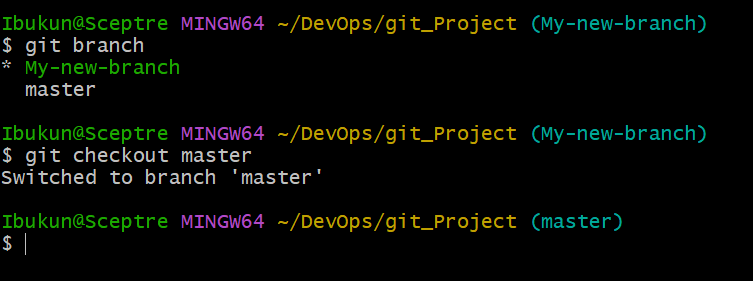 Ibukun@Sceptre MINGW64 ~/DevOps/git_Project (My-new-branch)
$ git branch
* My-new-branch
  master
Ibukun@Sceptre MINGW64 ~/DevOps/git_Project (My-new-branch)
$ git checkout master
Switched to branch 'master'
Ibukun@Sceptre MINGW64 ~/DevOps/git_Project (master)
$